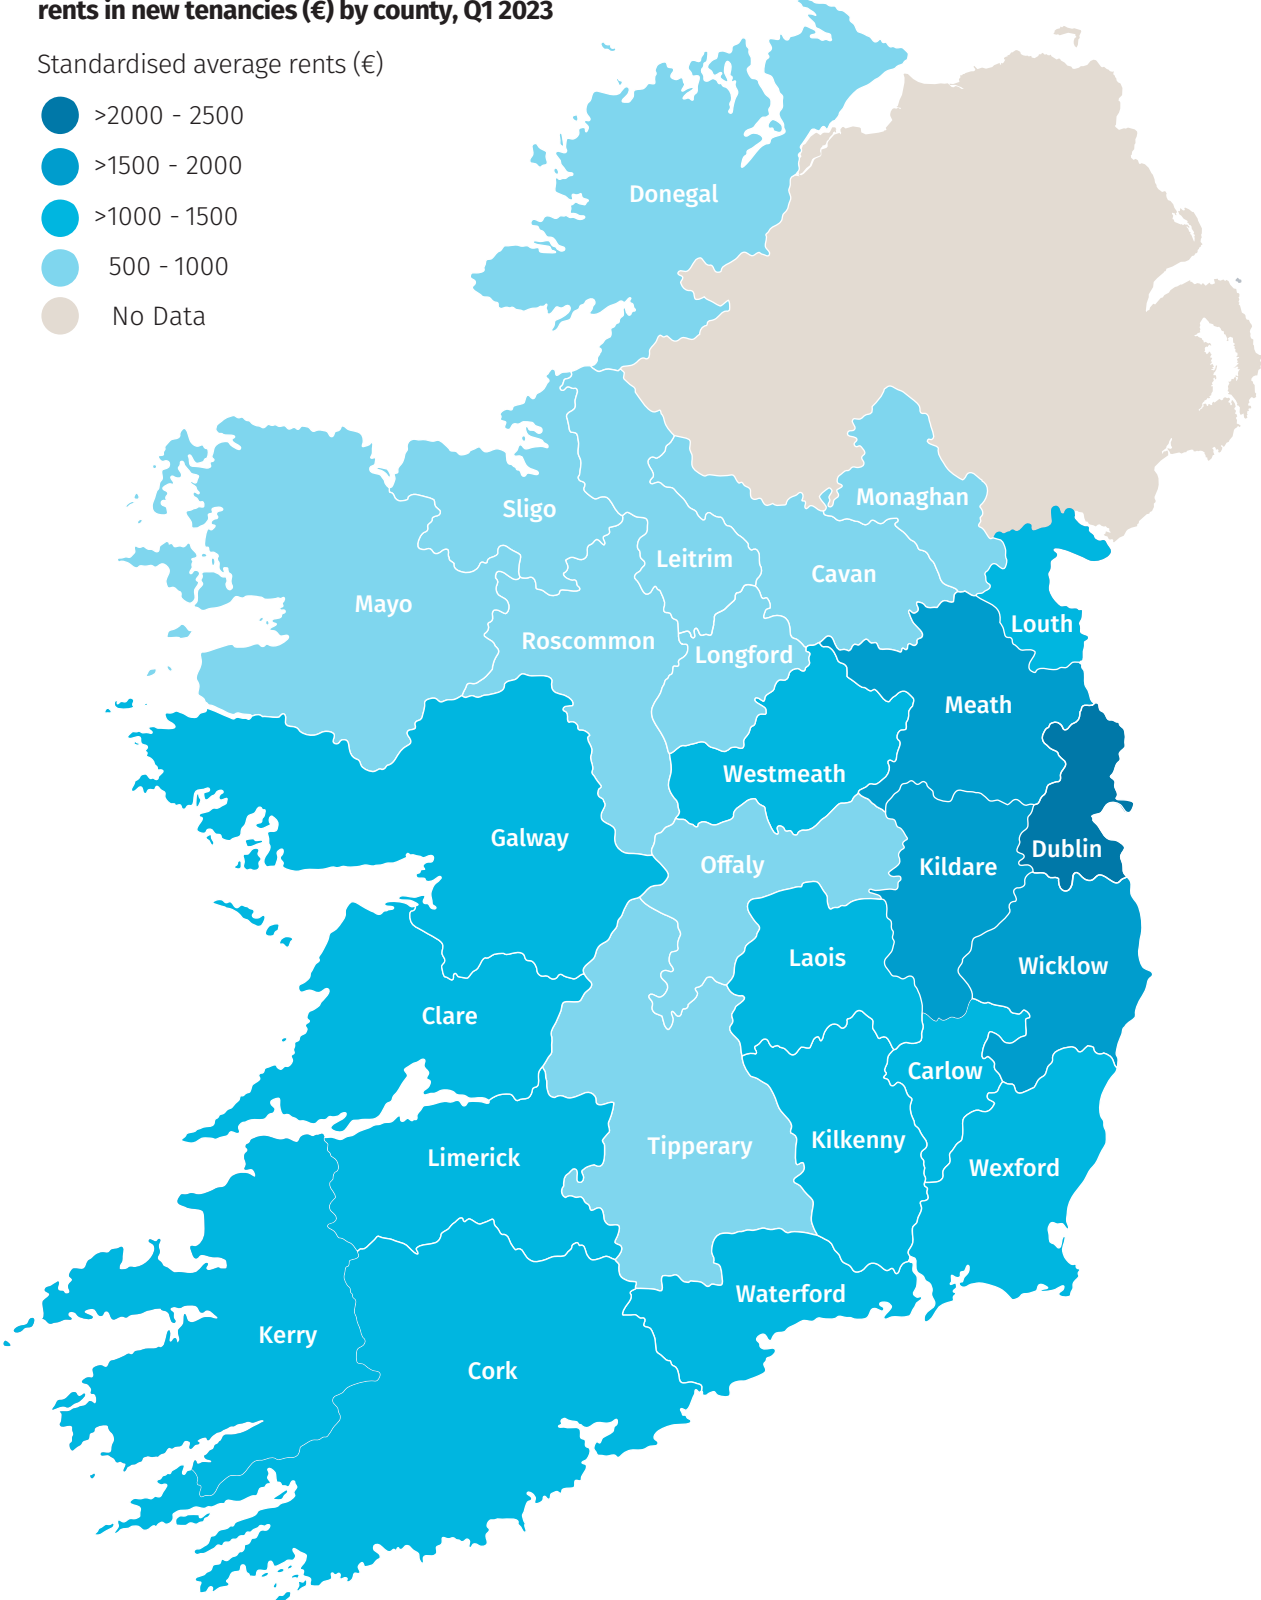 rents in new tenancies (€) by county, Q1 2023
Standardised average rents (€)
>2000 - 2500
>1500 - 2000
>1000 - 1500
500 - 1000
No Data
Donegal
Monaghan
Sligo
Leitrim
Cavan
Mayo
Louth
Roscommon
Longford
Meath
Westmeath
Galway
Dublin
Offaly
Kildare
Laois
Wicklow
Clare
Carlow
Kilkenny
Tipperary
Limerick
Wexford
Waterford
Kerry
Cork